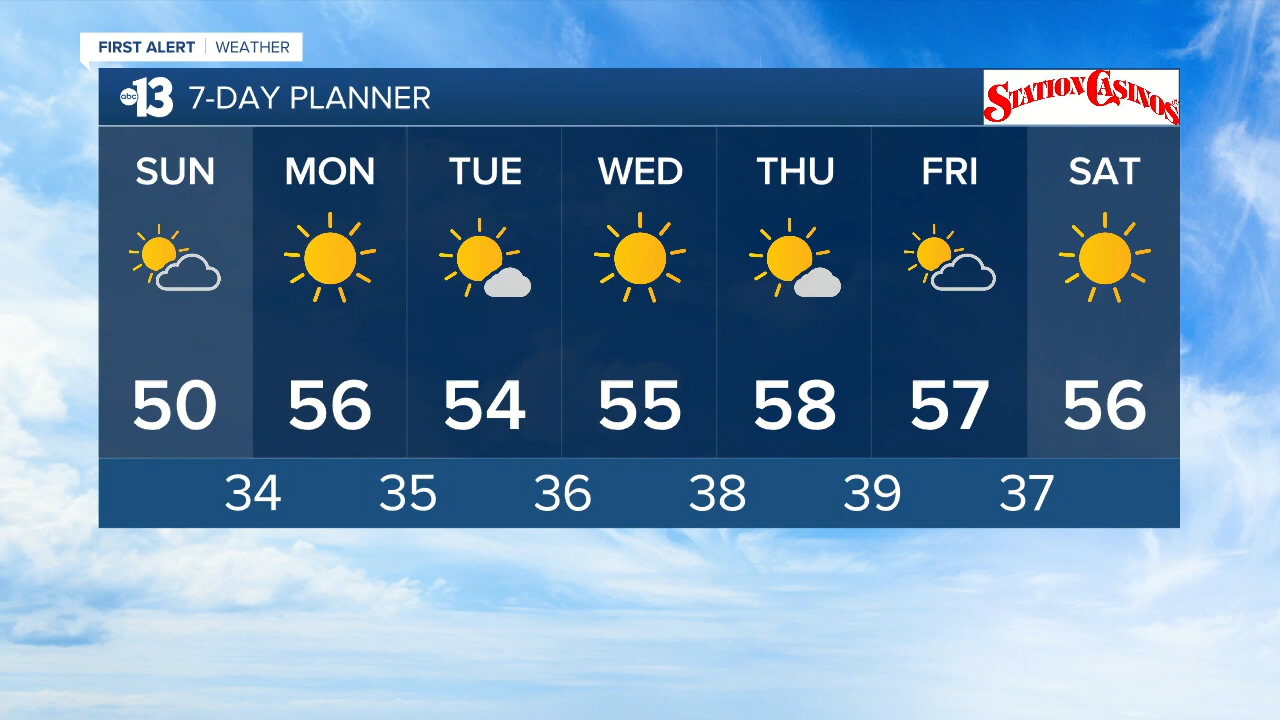 FIRST ALERT | WEATHER
abc 13 7-DAY PLANNER
STATION CASINOS
SUN MON TUE WED THU FRI SAT
50 56 54 55 58 57 56
34 35 36 38 39 37